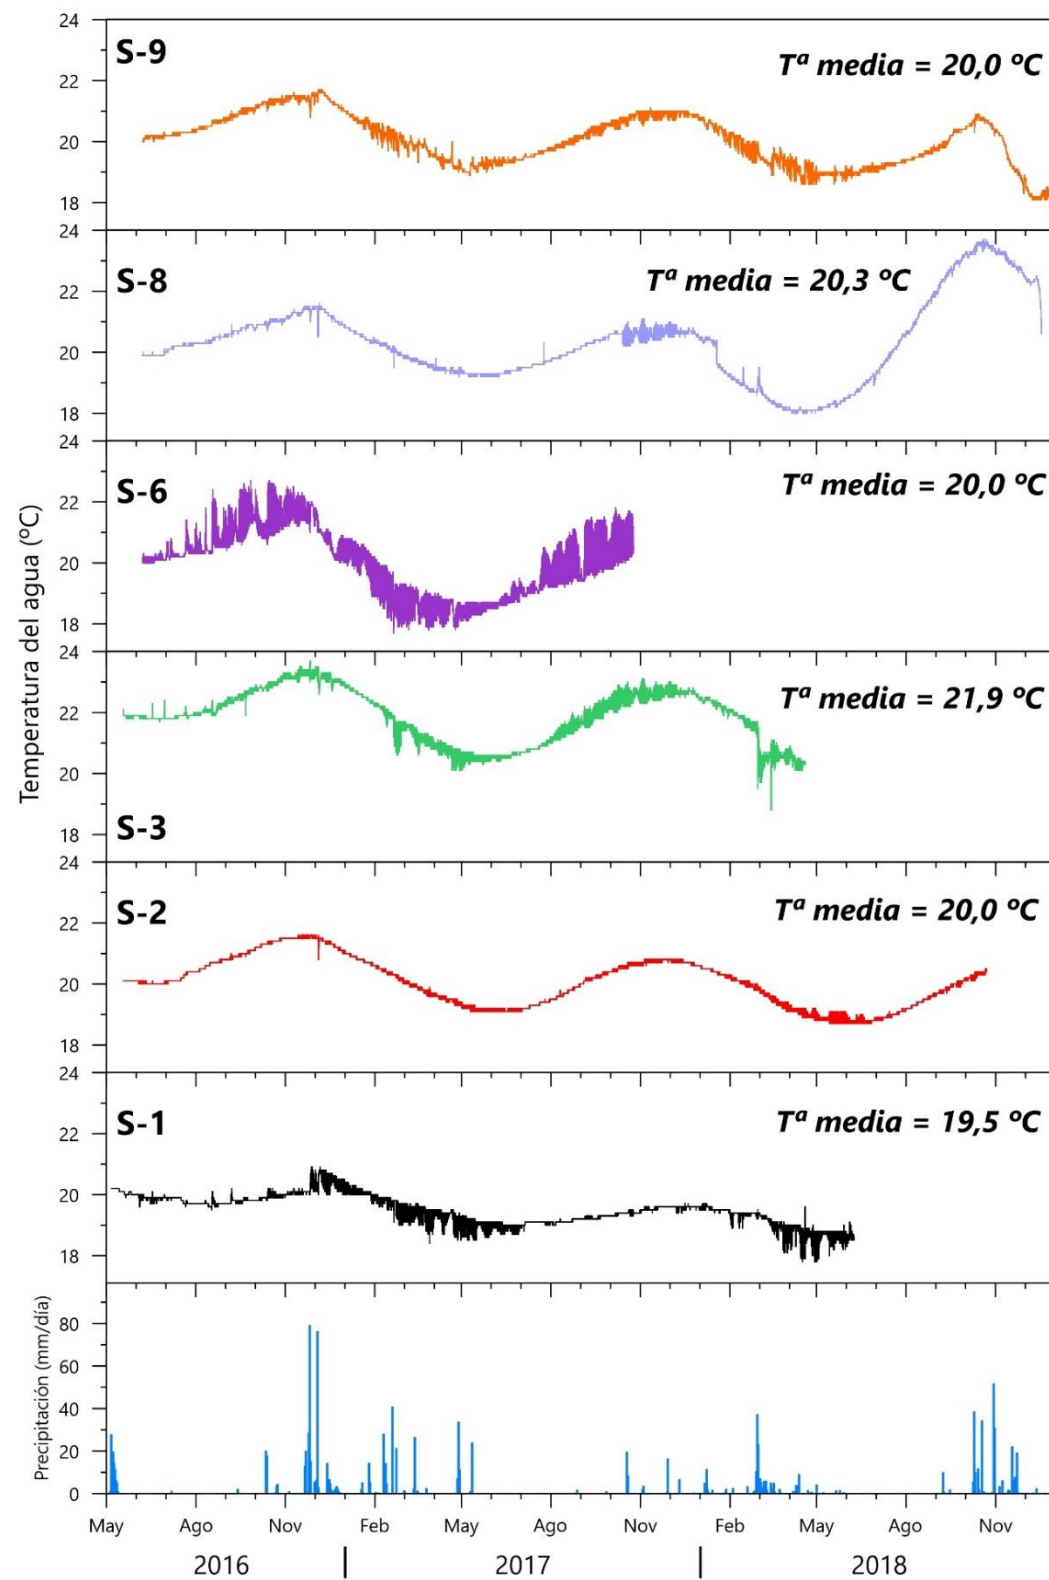 Temperatura del agua (ºC)
24
22
20
18
S-9
Tª media = 20,0 ºC
24
22
20
18
S-8
Tª media = 20,3 ºC
24
22
20
18
S-6
Tª media = 20,0 ºC
24
22
20
18
S-3
Tª media = 21,9 ºC
24
22
20
18
S-2
Tª media = 20,0 ºC
24
22
20
18
S-1
Tª media = 19,5 ºC
Precipitación (mm/día)
80
60
40
20
0
May Ago Nov Feb May Ago Nov Feb May Ago Nov
2016 2017 2018